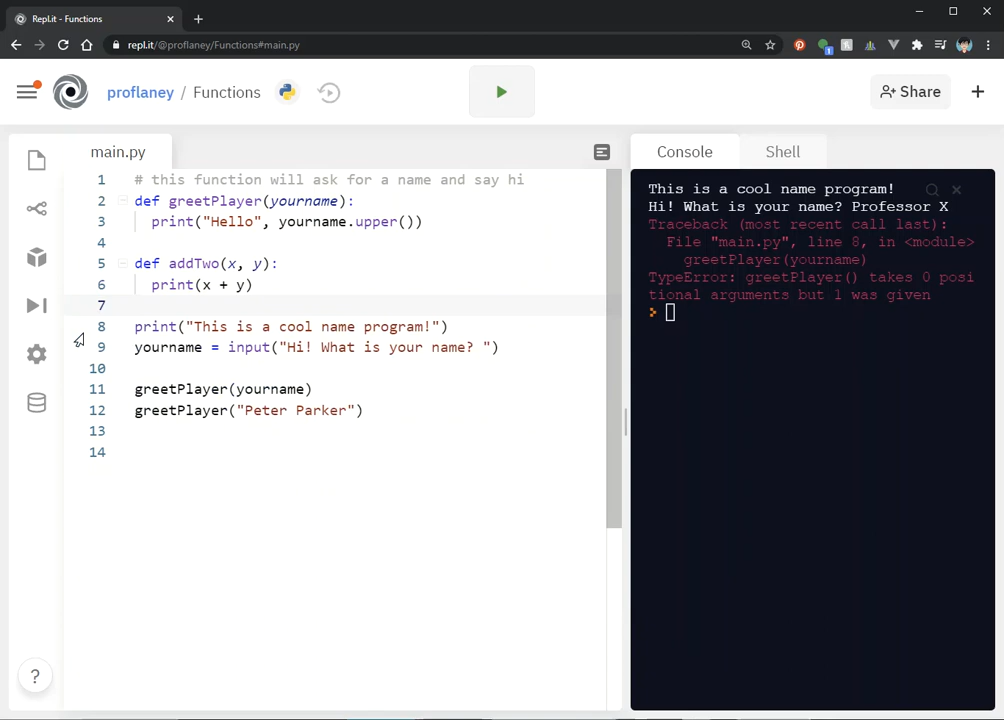 Repl.it - Functions
repl.it/@proflaney/Functions#main.py
1
proflaney / Functions
Share
main.py
1 # this function will ask for a name and say hi
2 def greetPlayer(yourname):
3 print("Hello", yourname.upper())
4
5 def addTwo(x, y):
6 print(x + y)
7
8 print("This is a cool name program!")
9 yourname = input("Hi! What is your name? ")
10
11 greetPlayer(yourname)
12 greetPlayer("Peter Parker")
13
14
?
Console Shell
This is a cool name program!
Hi! What is your name? Professor X
Traceback (most recent call last):
File "main.py", line 8, in <module>
greetPlayer(yourname)
TypeError: greetPlayer() takes 0 posi
tional arguments but 1 was given